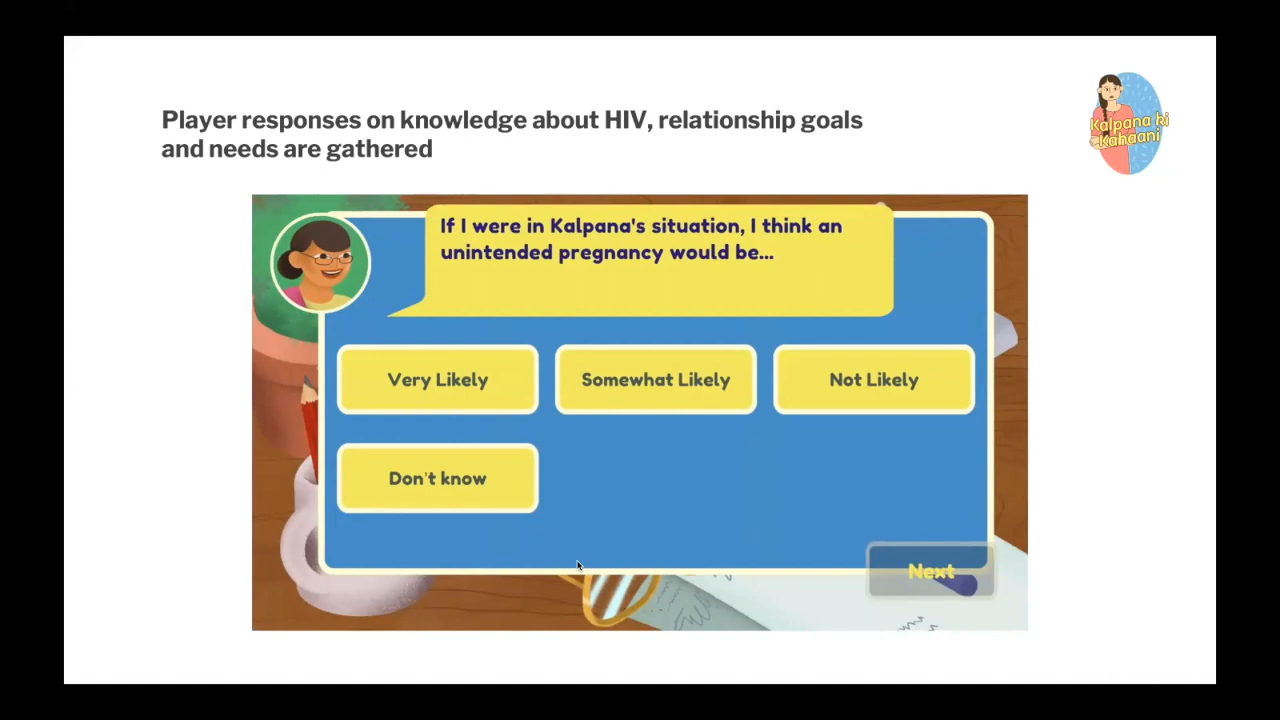 Player responses on knowledge about HIV, relationship goals
and needs are gathered
Kalpana ki
Kahaani
If I were in Kalpana's situation, I think an
unintended pregnancy would be...
Very Likely
Somewhat Likely
Not Likely
Don't know
Next